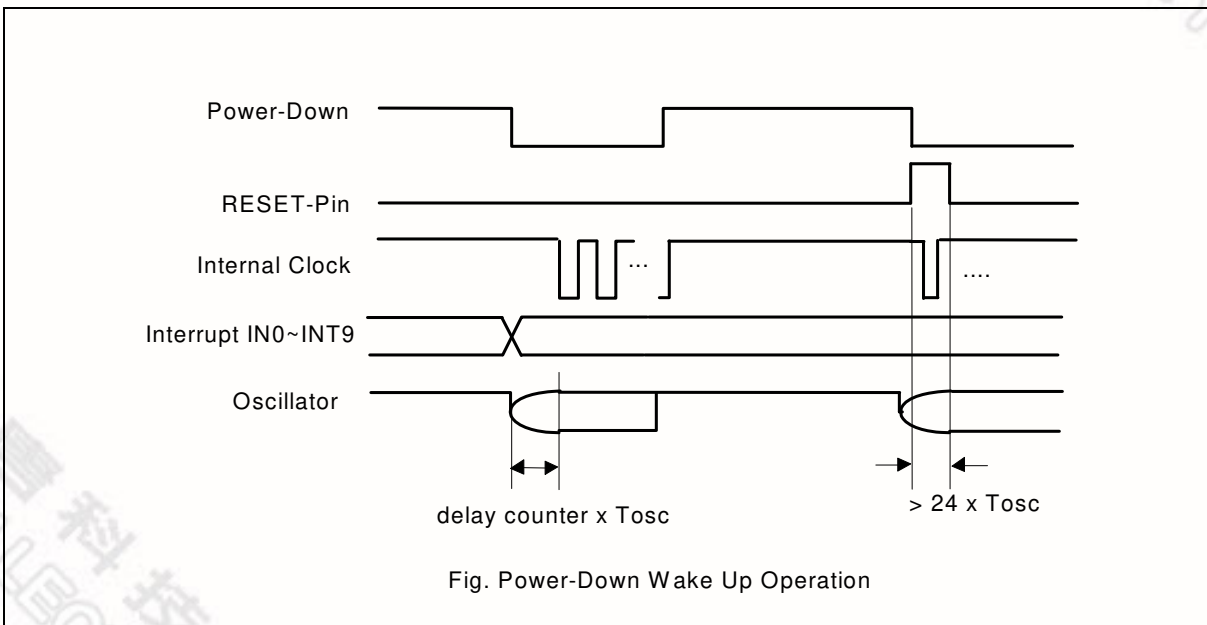 Power-Down
RESET-Pin
Internal Clock
...
....
Interrupt IN0~INT9
Oscillator
delay counter x Tosc
> 24 x Tosc
Fig. Power-Down Wake Up Operation